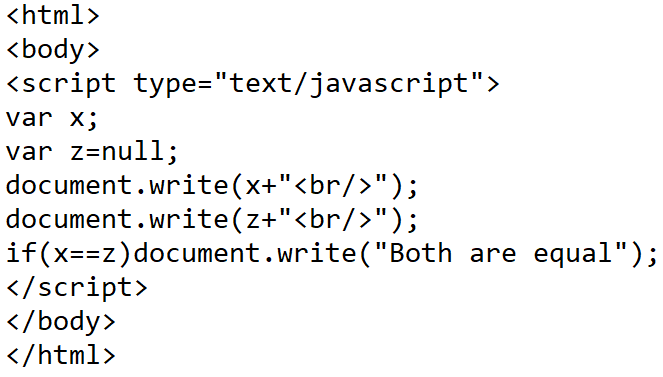 <html>
<body>
<script type="text/javascript">
var x;
var z=null;
document.write(x+"<br/>");
document.write(z+"<br/>");
if(x==z)document.write("Both are equal");
</script>
</body>
</html>